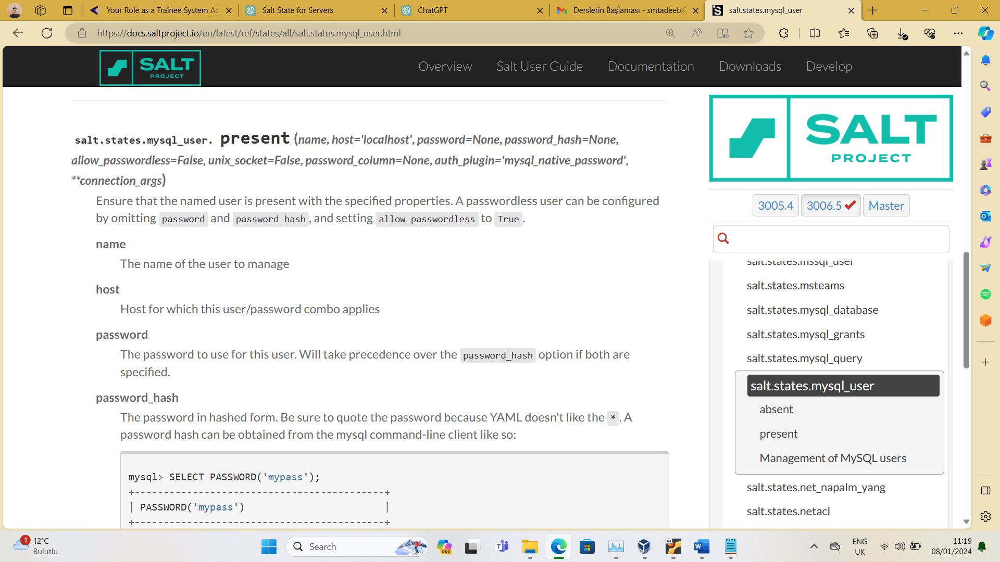 Your Role as a Trainee System Ad
Salt State for Servers
ChatGPT
Derslerin Başlaması - smtadeeb@
salt.states.mysql_user
https://docs.saltproject.io/en/latest/ref/states/all/salt.states.mysql_user.html
SALT
PROJECT
Overview
Salt User Guide
Documentation
Downloads
Develop
salt.states.mysql_user. present (name, host='localhost', password=None, password_hash=None,
allow_passwordless=False, unix_socket=False, password_column=None, auth_plugin='mysql_native_password',
**connection_args)
Ensure that the named user is present with the specified properties. A passwordless user can be configured
by omitting password and password_hash, and setting allow_passwordless to True.
name
The name of the user to manage
host
Host for which this user/password combo applies
password
The password to use for this user. Will take precedence over the password_hash option if both are
specified.
password_hash
The password in hashed form. Be sure to quote the password because YAML doesn't like the *. A
password hash can be obtained from the mysql command-line client like so:
mysql> SELECT PASSWORD('mypass');
+-------------------------------------------+
| PASSWORD('mypass')                        |
+-------------------------------------------+
SALT
PROJECT
3005.4
3006.5
Master
salt.states.mssql_user
salt.states.msteams
salt.states.mysql_database
salt.states.mysql_grants
salt.states.mysql_query
salt.states.mysql_user
absent
present
Management of MySQL users
salt.states.net_napalm_yang
salt.states.netacl
1
12°C
Bulutlu
Search
PRE
64
ENG
UK
11:19
08/01/2024